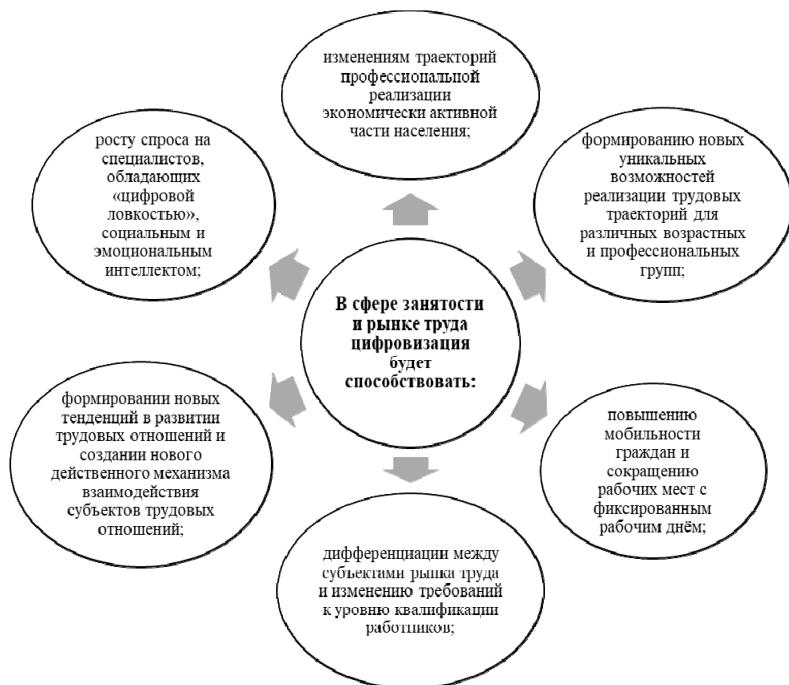 изменениям траекторий
профессиональной
реализации
экономически активной
части населения;
росту спроса на
специалистов,
обладающих
«цифровой
ловкостью»,
социальным и
эмоциональным
интеллектом;
формированию новых
уникальных
возможностей
реализации трудовых
траекторий для
различных возрастных
и профессиональных
групп;
В сфере занятости
и рынке труда
цифровизация
будет
способствовать:
формировании новых
тенденций в развитии
трудовых отношений и
создании нового
действенного механизма
взаимодействия
субъектов трудовых
отношений;
повышению
мобильности
граждан и
сокращению
рабочих мест с
фиксированным
рабочим днём;
дифференциации между
субъектами рынка труда
и изменению требований
к уровню квалификации
работников;